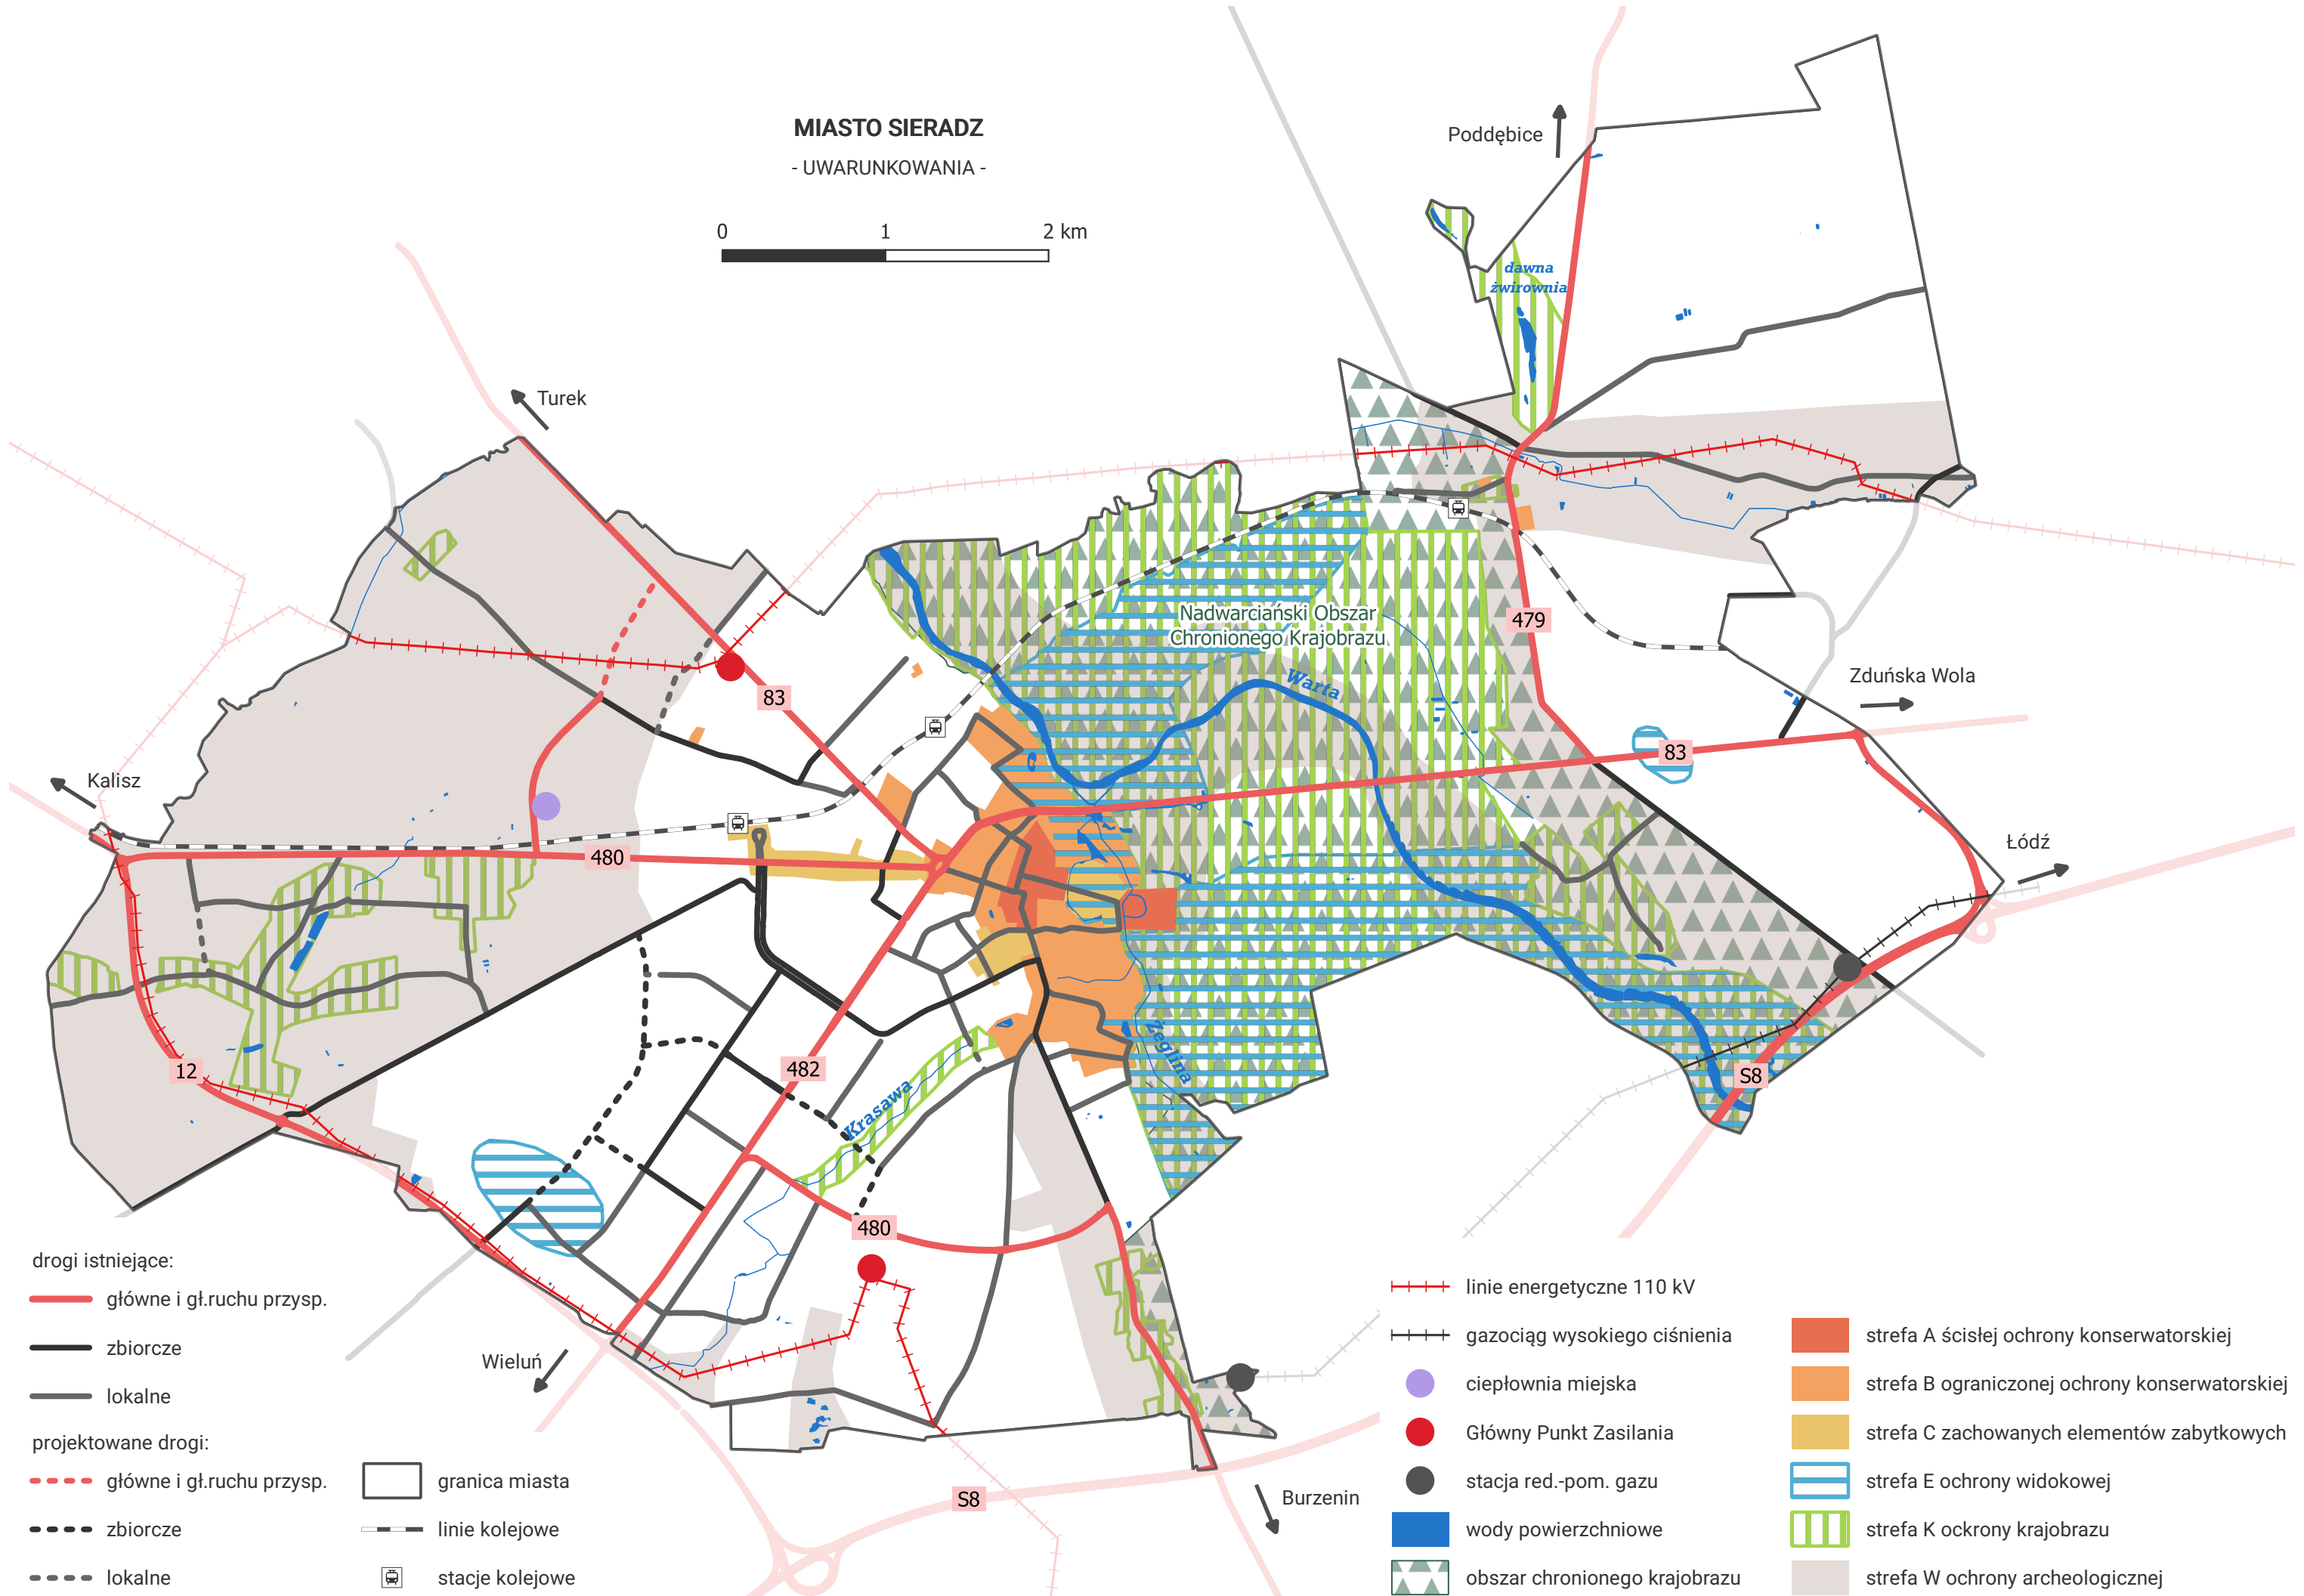 MIASTO SIERADZ
- UWARUNKOWANIA -
0 1 2 km
Poddębice
dawna
żwirownia
Turek
Nadwarciański Obszar
Chronionego Krajobrazu
479
Warta
Zduńska Wola
83
83
Kalisz
480
Łódź
12
482
Żeglina
S8
Krasawa
480
Wieluń
S8
Burzenin
drogi istniejące:
główne i gł.ruchu przysp.
zbiorcze
lokalne
projektowane drogi:
główne i gł.ruchu przysp.
zbiorcze
lokalne
granica miasta
linie kolejowe
stacje kolejowe
linie energetyczne 110 kV
gazociąg wysokiego ciśnienia
ciepłownia miejska
Główny Punkt Zasilania
stacja red.-pom. gazu
wody powierzchniowe
obszar chronionego krajobrazu
strefa A ścisłej ochrony konserwatorskiej
strefa B ograniczonej ochrony konserwatorskiej
strefa C zachowanych elementów zabytkowych
strefa E ochrony widokowej
strefa K ockrony krajobrazu
strefa W ochrony archeologicznej